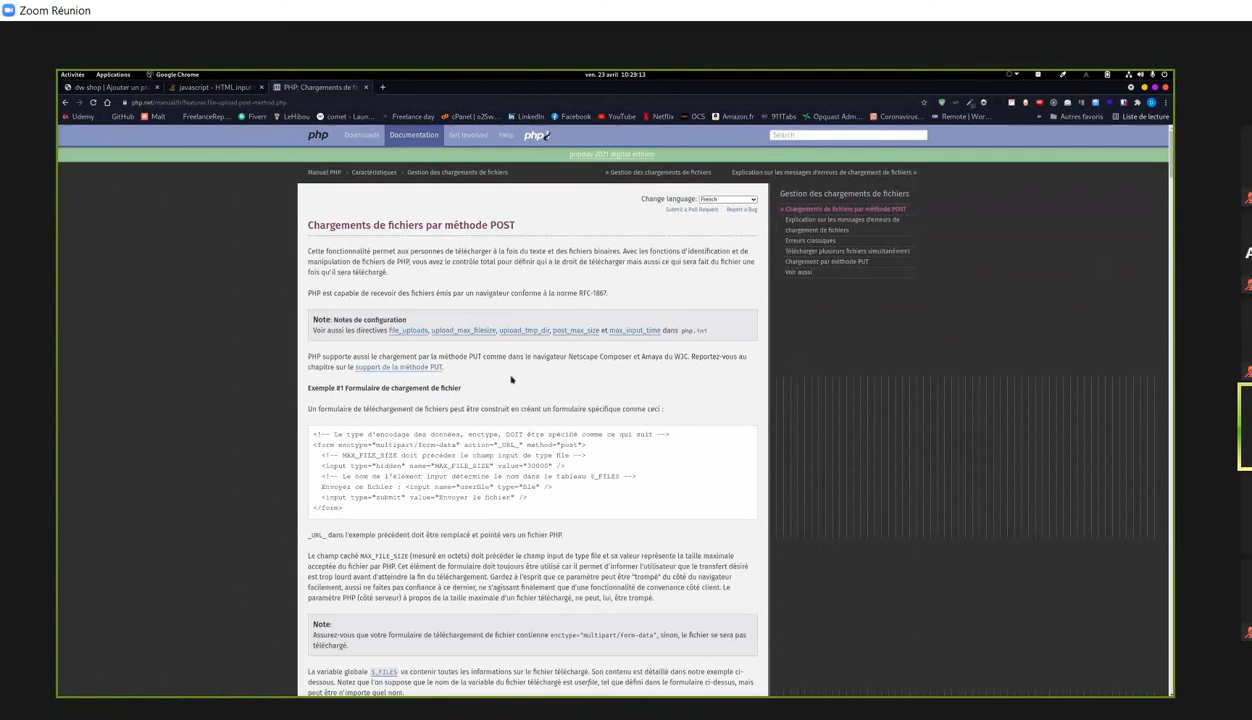 Zoom Réunion
Activités Applications Google Chrome ven. 23 avril 10:29:13
dw shop | Ajouter un pr javascript - HTML input PHP: Chargements de fi
php.net/manual/fr/features.file-upload.post-method.php
Udemy GitHub Malt FreelanceRep... Fiverr LeHibou comet - Laun... Freelance day cPanel | o2Sw... LinkedIn Facebook YouTube Netflix OCS Amazon.fr 911Tabs Opquast Adm... Coronavirus... Remote | Wor... Autres favoris Liste de lecture
php Downloads Documentation Get Involved Help php Search
phpday 2021 digital edition
Manuel PHP Caractéristiques Gestion des chargements de fichiers « Gestion des chargements de fichiers Explication sur les messages d'erreurs de chargement de fichiers »
Change language: French
Submit a Pull Request Report a Bug
Chargements de fichiers par méthode POST
Cette fonctionnalité permet aux personnes de télécharger à la fois du texte et des fichiers binaires. Avec les fonctions d'identification et de
manipulation de fichiers de PHP, vous avez le contrôle total pour définir qui a le droit de télécharger mais aussi ce qui sera fait du fichier une
fois qu'il sera téléchargé.
PHP est capable de recevoir des fichiers émis par un navigateur conforme à la norme RFC-1867.
Note: Notes de configuration
Voir aussi les directives file_uploads, upload_max_filesize, upload_tmp_dir, post_max_size et max_input_time dans php.ini
PHP supporte aussi le chargement par la méthode PUT comme dans le navigateur Netscape Composer et Amaya du W3C. Reportez-vous au
chapitre sur le support de la méthode PUT.
Exemple #1 Formulaire de chargement de fichier
Un formulaire de téléchargement de fichiers peut être construit en créant un formulaire spécifique comme ceci :
<!-- Le type d'encodage des données, enctype, DOIT être spécifié comme ce qui suit -->
<form enctype="multipart/form-data" action="_URL_" method="post">
<!-- MAX_FILE_SIZE doit précéder le champ input de type file -->
<input type="hidden" name="MAX_FILE_SIZE" value="30000" />
<!-- Le nom de l'élément input détermine le nom dans le tableau $_FILES -->
Envoyez ce fichier : <input name="userfile" type="file" />
<input type="submit" value="Envoyer le fichier" />
</form>
_URL_ dans l'exemple précédent doit être remplacé et pointé vers un fichier PHP.
Le champ caché MAX_FILE_SIZE (mesuré en octets) doit précéder le champ input de type file et sa valeur représente la taille maximale
acceptée du fichier par PHP. Cet élément de formulaire doit toujours être utilisé car il permet d'informer l'utilisateur que le transfert désiré
est trop lourd avant d'atteindre la fin du téléchargement. Gardez à l'esprit que ce paramètre peut être "trompé" du côté du navigateur
facilement, aussi ne faites pas confiance à ce dernier, ne s'agissant finalement que d'une fonctionnalité de convenance côté client. Le
paramètre PHP (côté serveur) à propos de la taille maximale d'un fichier téléchargé, ne peut, lui, être trompé.
Note:
Assurez-vous que votre formulaire de téléchargement de fichier contienne enctype="multipart/form-data", sinon, le fichier se sera pas
téléchargé.
La variable globale $_FILES va contenir toutes les informations sur le fichier téléchargé. Son contenu est détaillé dans notre exemple ci-
dessous. Notez que l'on suppose que le nom de la variable du fichier téléchargé est userfile, tel que défini dans le formulaire ci-dessus, mais
peut être n'importe quel nom.
Gestion des chargements de fichiers
» Chargements de fichiers par méthode POST
Explication sur les messages d'erreurs de
chargement de fichiers
Erreurs classiques
Télécharger plusieurs fichiers simultanément
Chargement par méthode PUT
Voir aussi